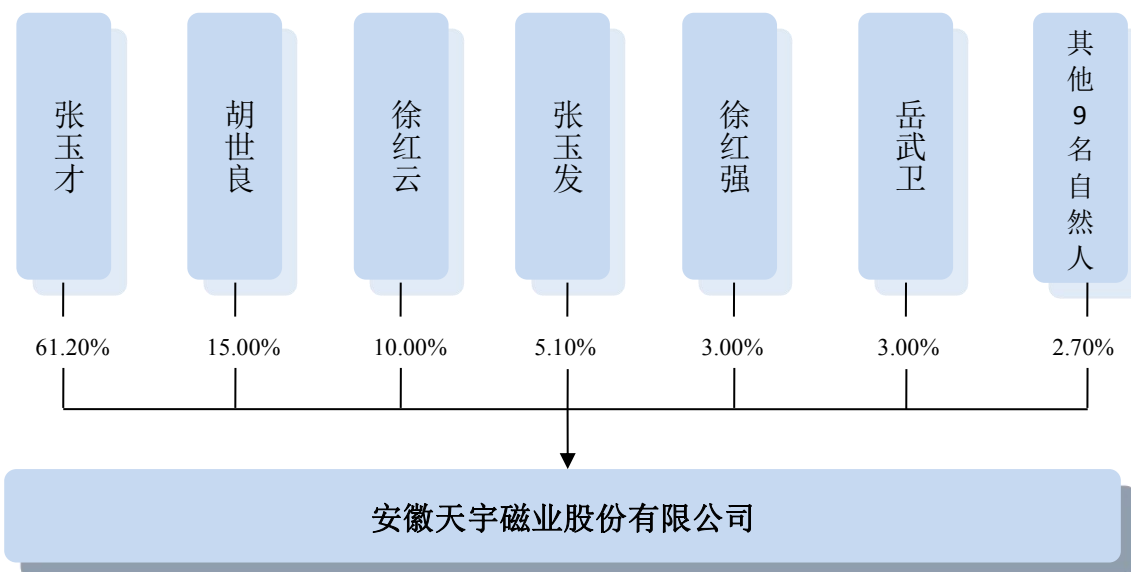 张玉才
胡世良
徐红云
张玉发
徐红强
岳武卫
其他9名自然人
61.20%
15.00%
10.00%
5.10%
3.00%
3.00%
2.70%
安徽天宇磁业股份有限公司